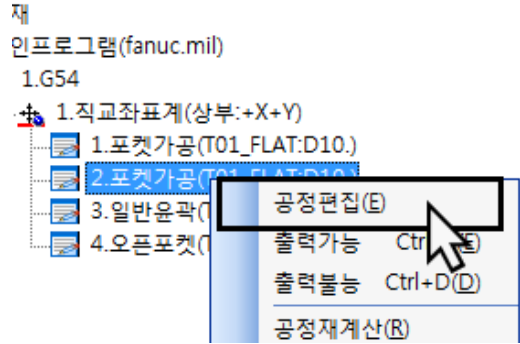 재
인프로그램(fanuc.mil)
1.G54
1.직교좌표계(상부:+X+Y)
1.포켓가공(T01_FLAT:D10.)
2.포켓가공(T01_FLAT:D10.)
3.일반윤곽(
4.오픈포켓(
공정편집(E)
출력가능
출력불능 Ctrl+D(D)
공정재계산(R)